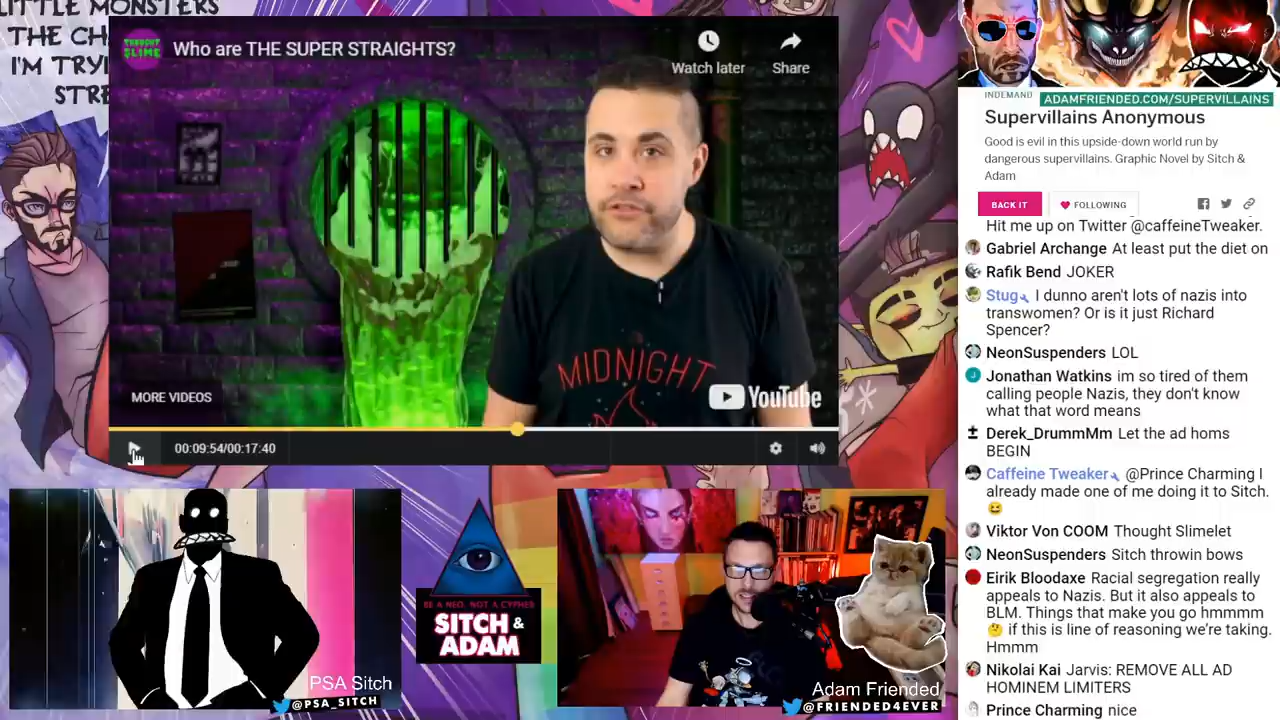 LITTLE MONSTERS
THE CH
I'M TRYI
STRE
THOUGHT
SLIME
Who are THE SUPER STRAIGHTS?
Watch later
Share
MIDNIGHT
MORE VIDEOS
YouTube
00:09:54/00:17:40
BE A NEO, NOT A CYPHER
SITCH &
ADAM
PSA Sitch
@PSA_SITCH
Adam Friended
@FRIENDED4EVER
INDEMAND
ADAMFRIENDED.COM/SUPERVILLAINS
Supervillains Anonymous
Good is evil in this upside-down world run by
dangerous supervillains. Graphic Novel by Sitch &
Adam
BACK IT
FOLLOWING
Hit me up on Twitter @caffeineTweaker.
Gabriel Archange At least put the diet on
Rafik Bend JOKER
Stug I dunno aren't lots of nazis into
transwomen? Or is it just Richard
Spencer?
NeonSuspenders LOL
Jonathan Watkins im so tired of them
calling people Nazis, they don't know
what that word means
Derek_DrummMm Let the ad homs
BEGIN
Caffeine Tweaker @Prince Charming I
already made one of me doing it to Sitch.
😆
Viktor Von COOM Thought Slimelet
NeonSuspenders Sitch throwin bows
Eirik Bloodaxe Racial segregation really
appeals to Nazis. But it also appeals to
BLM. Things that make you go hmmmm
🤔 if this is line of reasoning we're taking.
Hmmm
Nikolai Kai Jarvis: REMOVE ALL AD
HOMINEM LIMITERS
Prince Charming nice